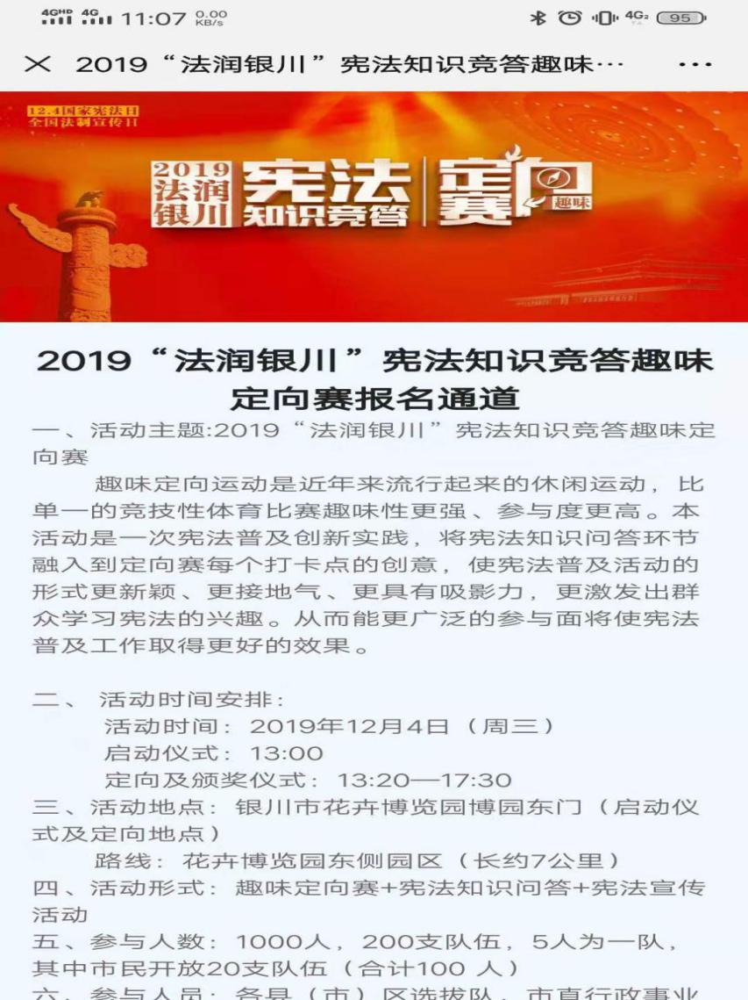 4GHD 4G 11:07 0.00 KB/s 4G2 95
2019“法润银川”宪法知识竞答趣味… …
12.4国家宪法日
全国法制宣传日
2019
法润
银川
宪法
知识竞答
定向
赛
趣味
2019“法润银川”宪法知识竞答趣味
定向赛报名通道
一、活动主题:2019“法润银川”宪法知识竞答趣味定
向赛
趣味定向运动是近年来流行起来的休闲运动，比
单一的竞技性体育比赛趣味性更强、参与度更高。本
活动是一次宪法普及创新实践，将宪法知识问答环节
融入到定向赛每个打卡点的创意，使宪法普及活动的
形式更新颖、更接地气、更具有吸影力，更激发出群
众学习宪法的兴趣。从而能更广泛的参与面将使宪法
普及工作取得更好的效果。
二、 活动时间安排：
活动时间：2019年12月4日（周三）
启动仪式：13:00
定向及颁奖仪式：13:20—17:30
三、活动地点：银川市花卉博览园博园东门（启动仪
式及定向地点）
路线：花卉博览园东侧园区（长约7公里）
四、活动形式：趣味定向赛+宪法知识问答+宪法宣传
活动
五、参与人数：1000人，200支队伍，5人为一队，
其中市民开放20支队伍（合计100 人）
六、参与人员：各县（市）区选拔队、市直行政事业